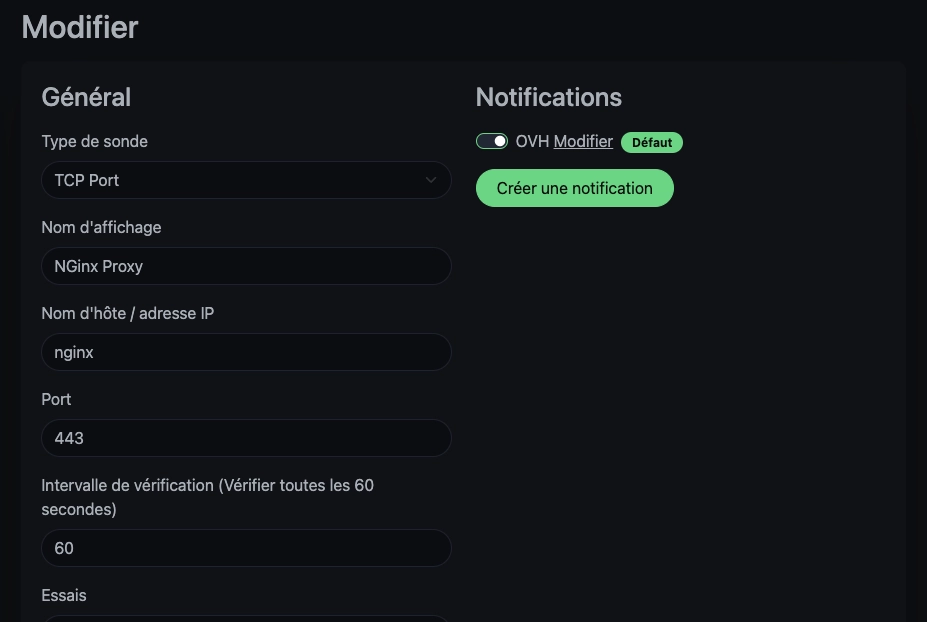 Modifier
Général
Type de sonde
TCP Port
Nom d'affichage
NGinx Proxy
Nom d'hôte / adresse IP
nginx
Port
443
Intervalle de vérification (Vérifier toutes les 60
secondes)
60
Essais
Notifications
OVH Modifier Défaut
Créer une notification